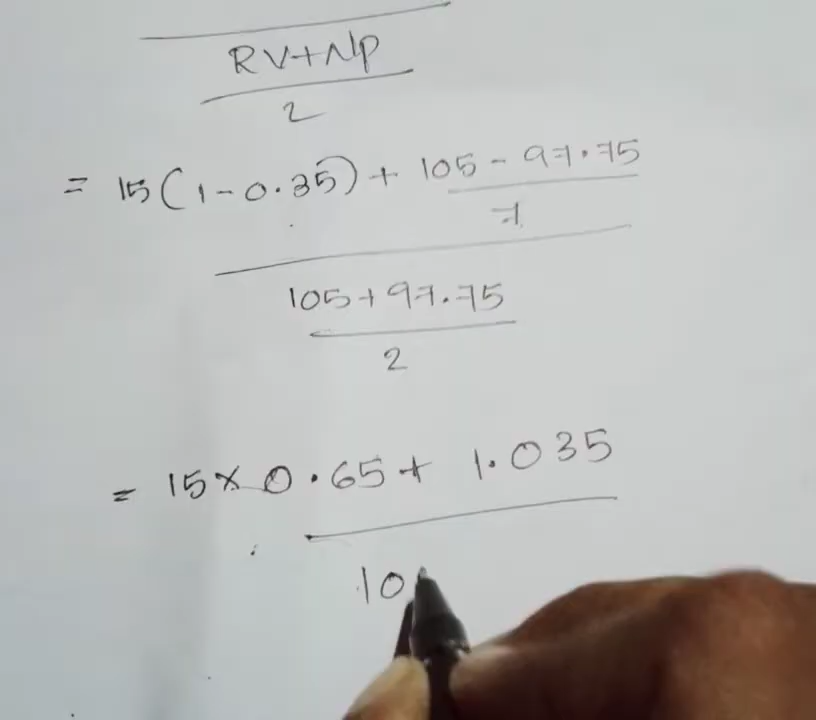 RV+NP
2
= 15(1-0.35)+ 105-97.75
7
105+97.75
2
= 15×0.65+ 1.035
10